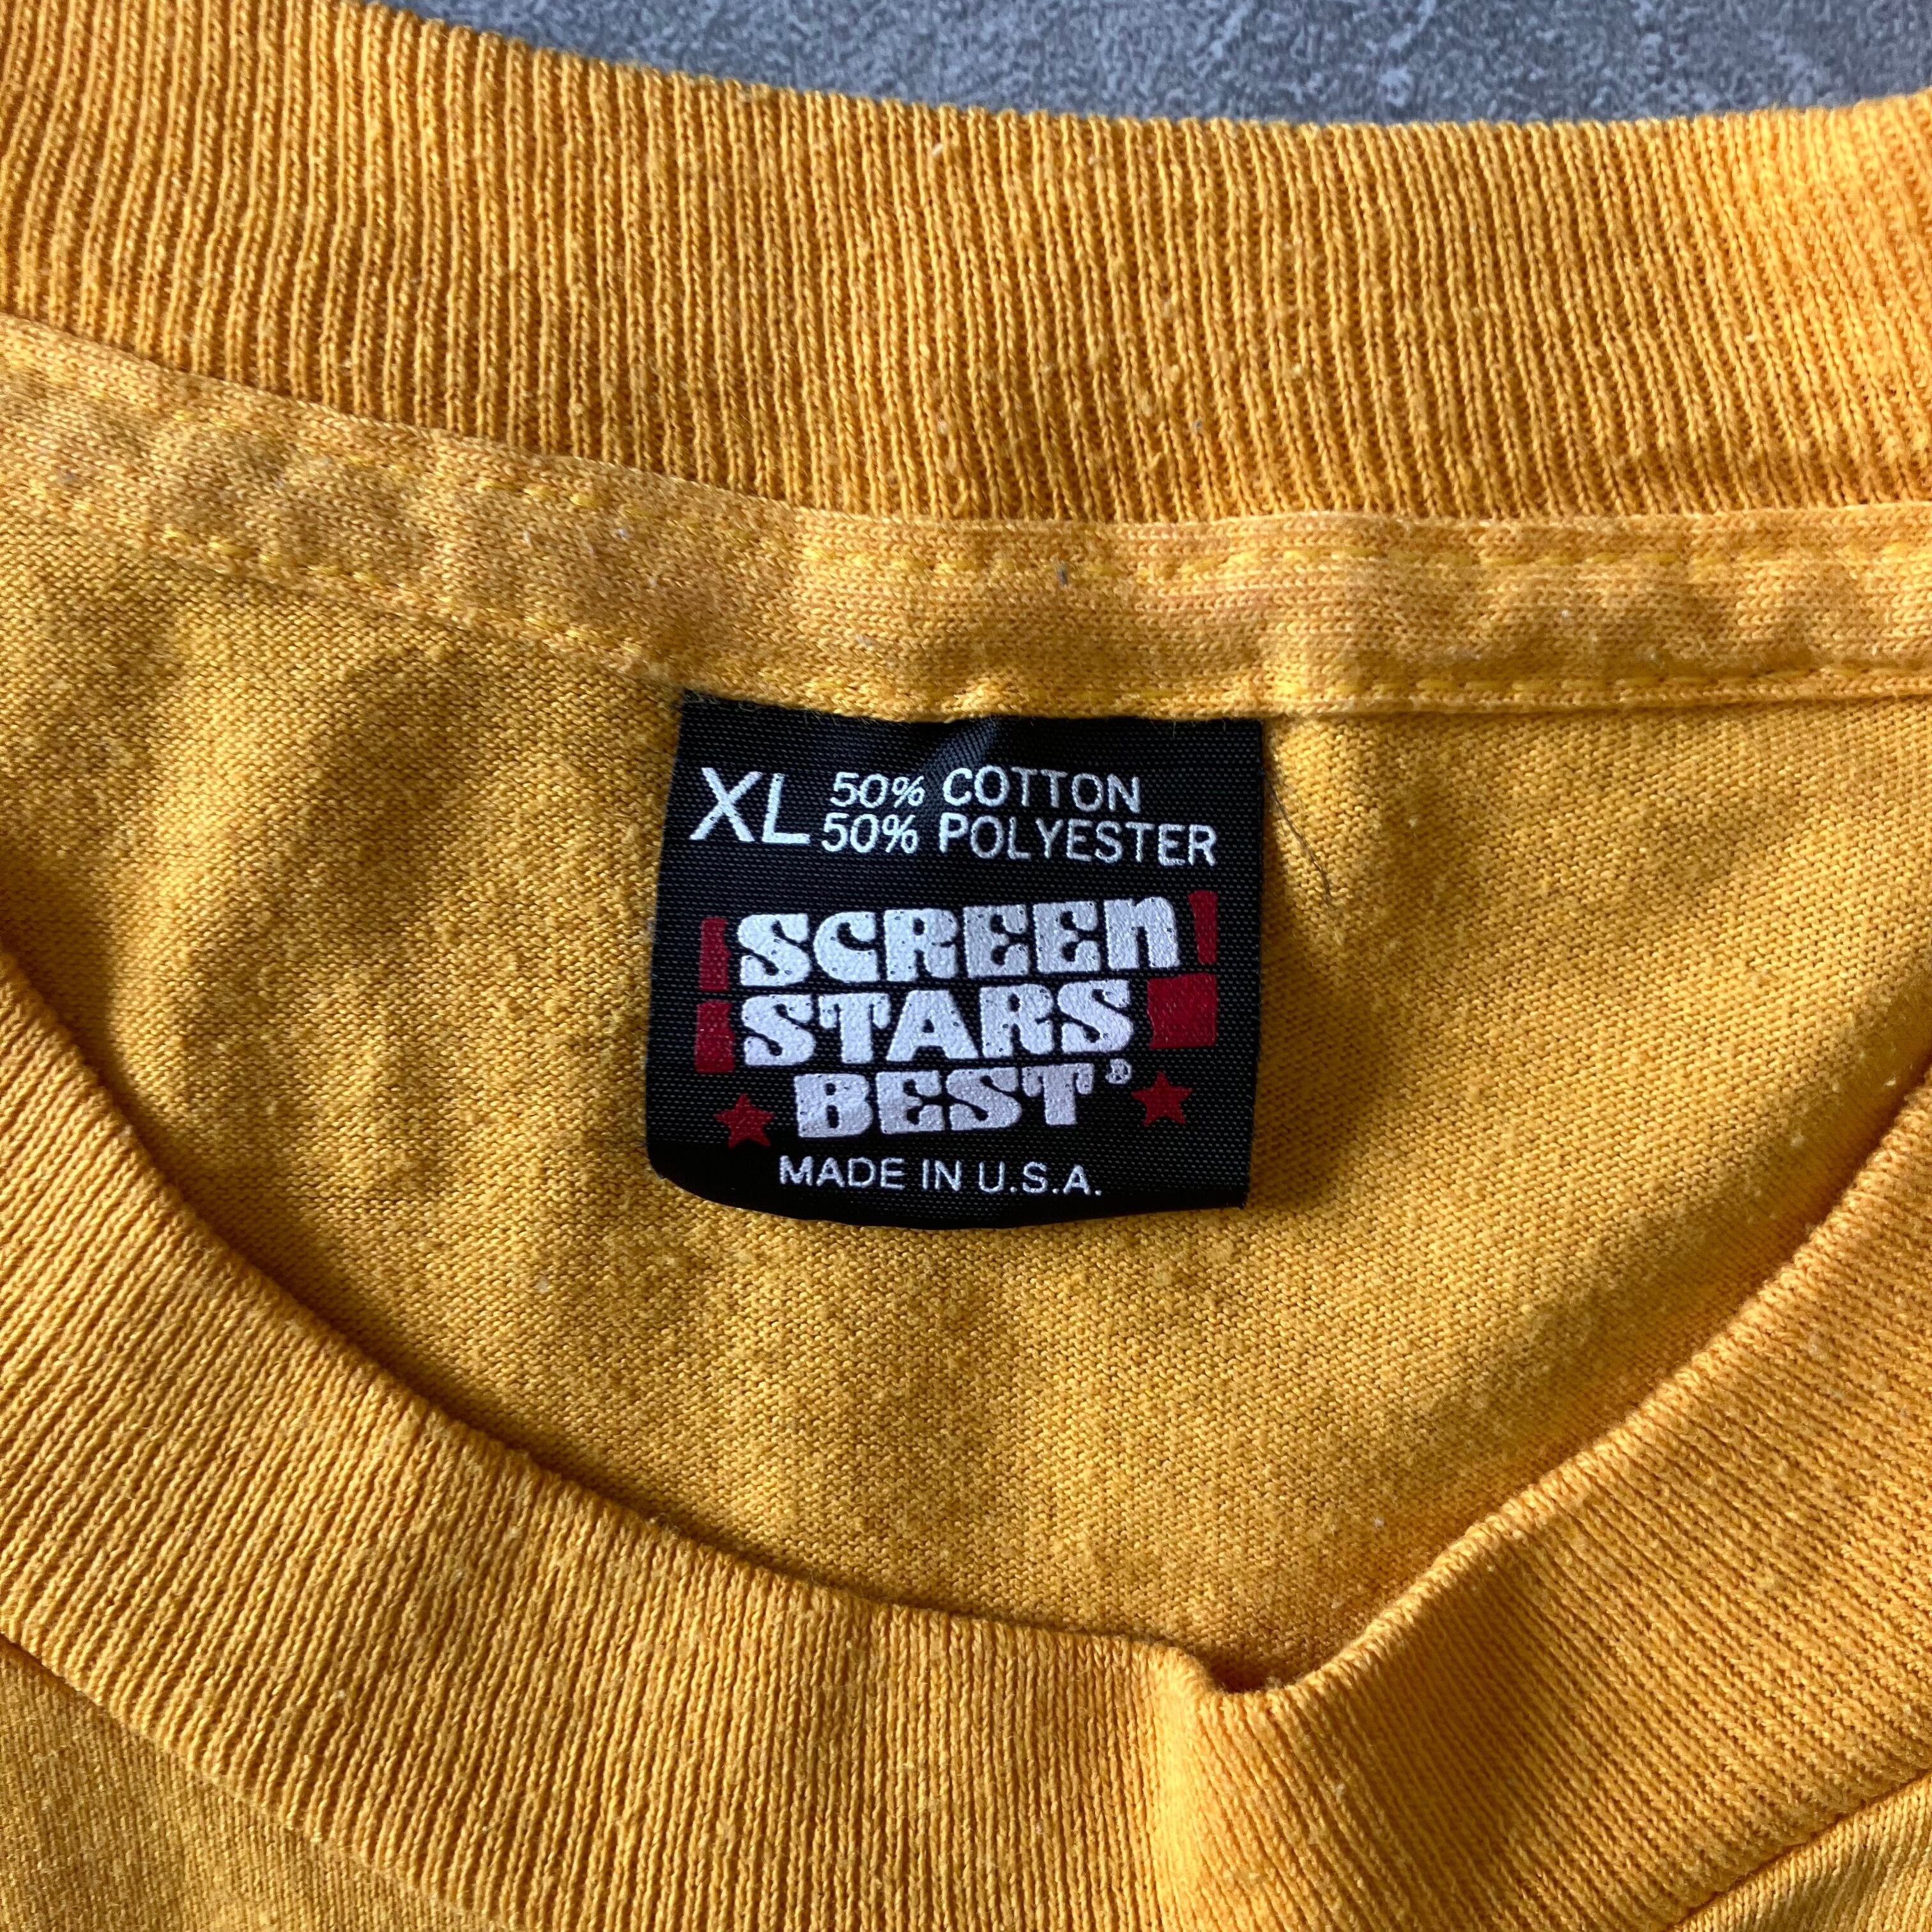 XL 50% COTTON
50% POLYESTER
SCREEn
STARS
BEST®
MADE IN U.S.A.